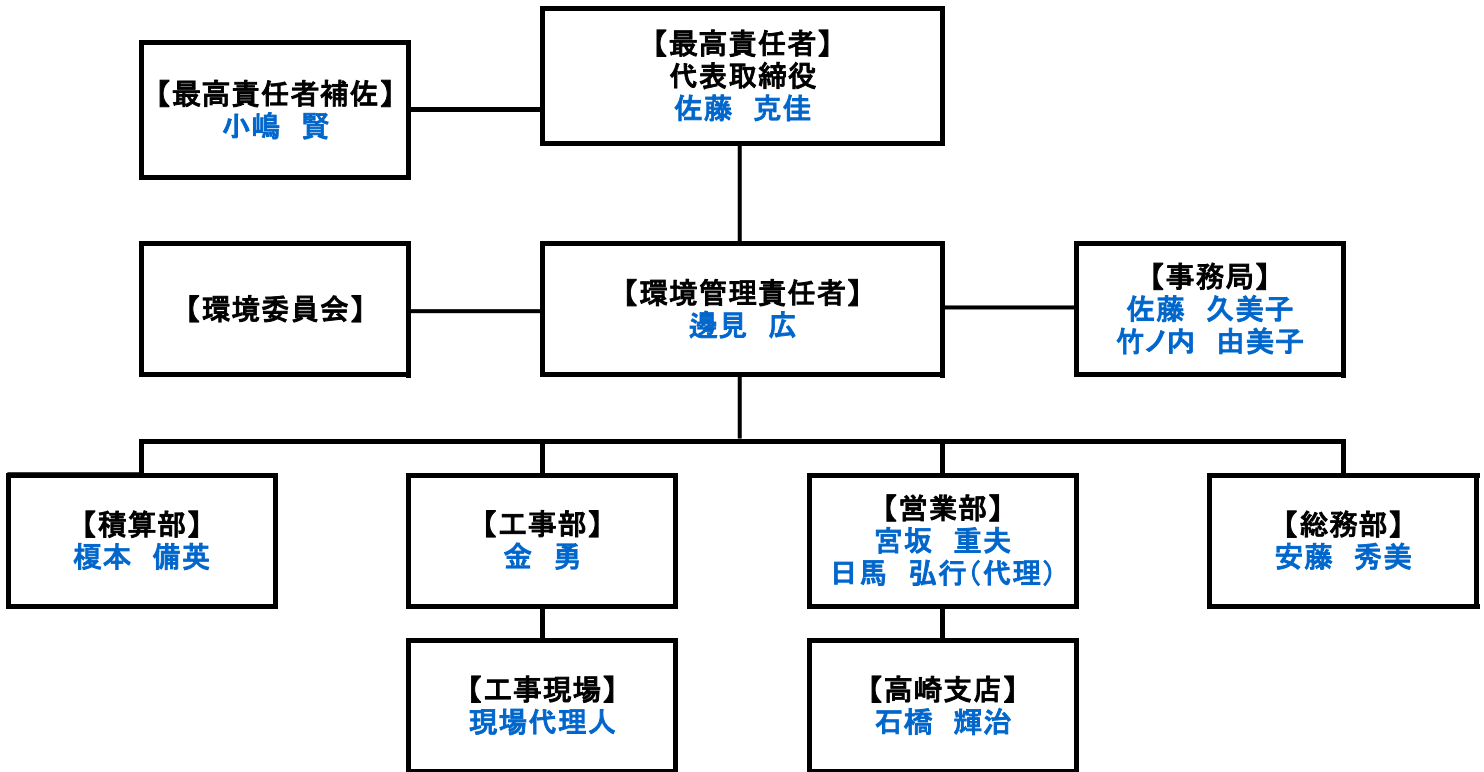 【最高責任者】
代表取締役
佐藤　克佳
【最高責任者補佐】
小嶋　賢
【環境委員会】
【環境管理責任者】
邊見　広
【事務局】
佐藤　久美子
竹ノ内　由美子
【積算部】
榎本　備英
【工事部】
金　勇
【営業部】
宮坂　重夫
日馬　弘行（代理）
【総務部】
安藤　秀美
【工事現場】
現場代理人
【高崎支店】
石橋　輝治